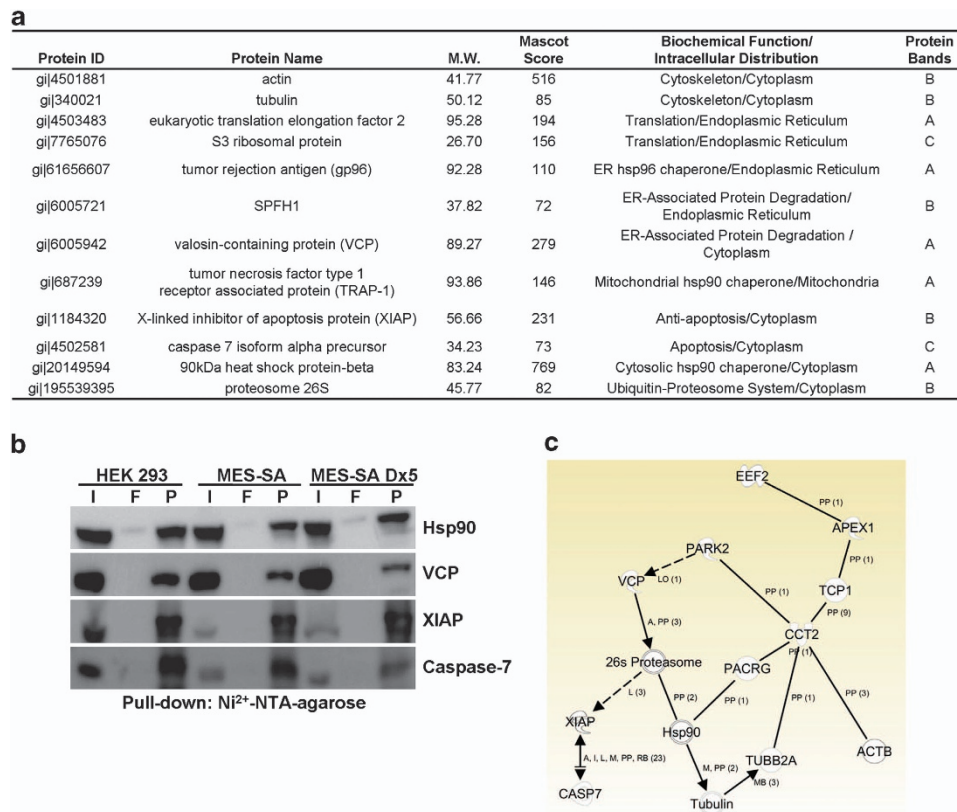 a
Protein ID Protein Name M.W. Mascot Score Biochemical Function/ Intracellular Distribution Protein Bands
gi|4501881 actin 41.77 516 Cytoskeleton/Cytoplasm B
gi|340021 tubulin 50.12 85 Cytoskeleton/Cytoplasm B
gi|4503483 eukaryotic translation elongation factor 2 95.28 194 Translation/Endoplasmic Reticulum A
gi|7765076 S3 ribosomal protein 26.70 156 Translation/Endoplasmic Reticulum C
gi|61656607 tumor rejection antigen (gp96) 92.28 110 ER hsp96 chaperone/Endoplasmic Reticulum A
gi|6005721 SPFH1 37.82 72 ER-Associated Protein Degradation/ Endoplasmic Reticulum B
gi|6005942 valosin-containing protein (VCP) 89.27 279 ER-Associated Protein Degradation / Cytoplasm A
gi|687239 tumor necrosis factor type 1 receptor associated protein (TRAP-1) 93.86 146 Mitochondrial hsp90 chaperone/Mitochondria A
gi|1184320 X-linked inhibitor of apoptosis protein (XIAP) 56.66 231 Anti-apoptosis/Cytoplasm B
gi|4502581 caspase 7 isoform alpha precursor 34.23 73 Apoptosis/Cytoplasm C
gi|20149594 90kDa heat shock protein-beta 83.24 769 Cytosolic hsp90 chaperone/Cytoplasm A
gi|195539395 proteosome 26S 45.77 82 Ubiquitin-Proteosome System/Cytoplasm B
b
HEK 293 MES-SA MES-SA Dx5
I F P I F P I F P
Hsp90
VCP
XIAP
Caspase-7
Pull-down: Ni²⁺-NTA-agarose
c
EEF2
PP (1)
APEX1
PARK2
PP (1)
VCP
LO (1)
TCP1
PP (1)
PP (9)
A, PP (3)
CCT2
PP (1)
26s Proteasome
PACRG
L (3)
PP (2)
PP (1)
PP (1)
PP (3)
XIAP
Hsp90
ACTB
A, I, L, M, PP, RB (23)
M, PP (2)
TUBB2A
MB (3)
CASP7
Tubulin